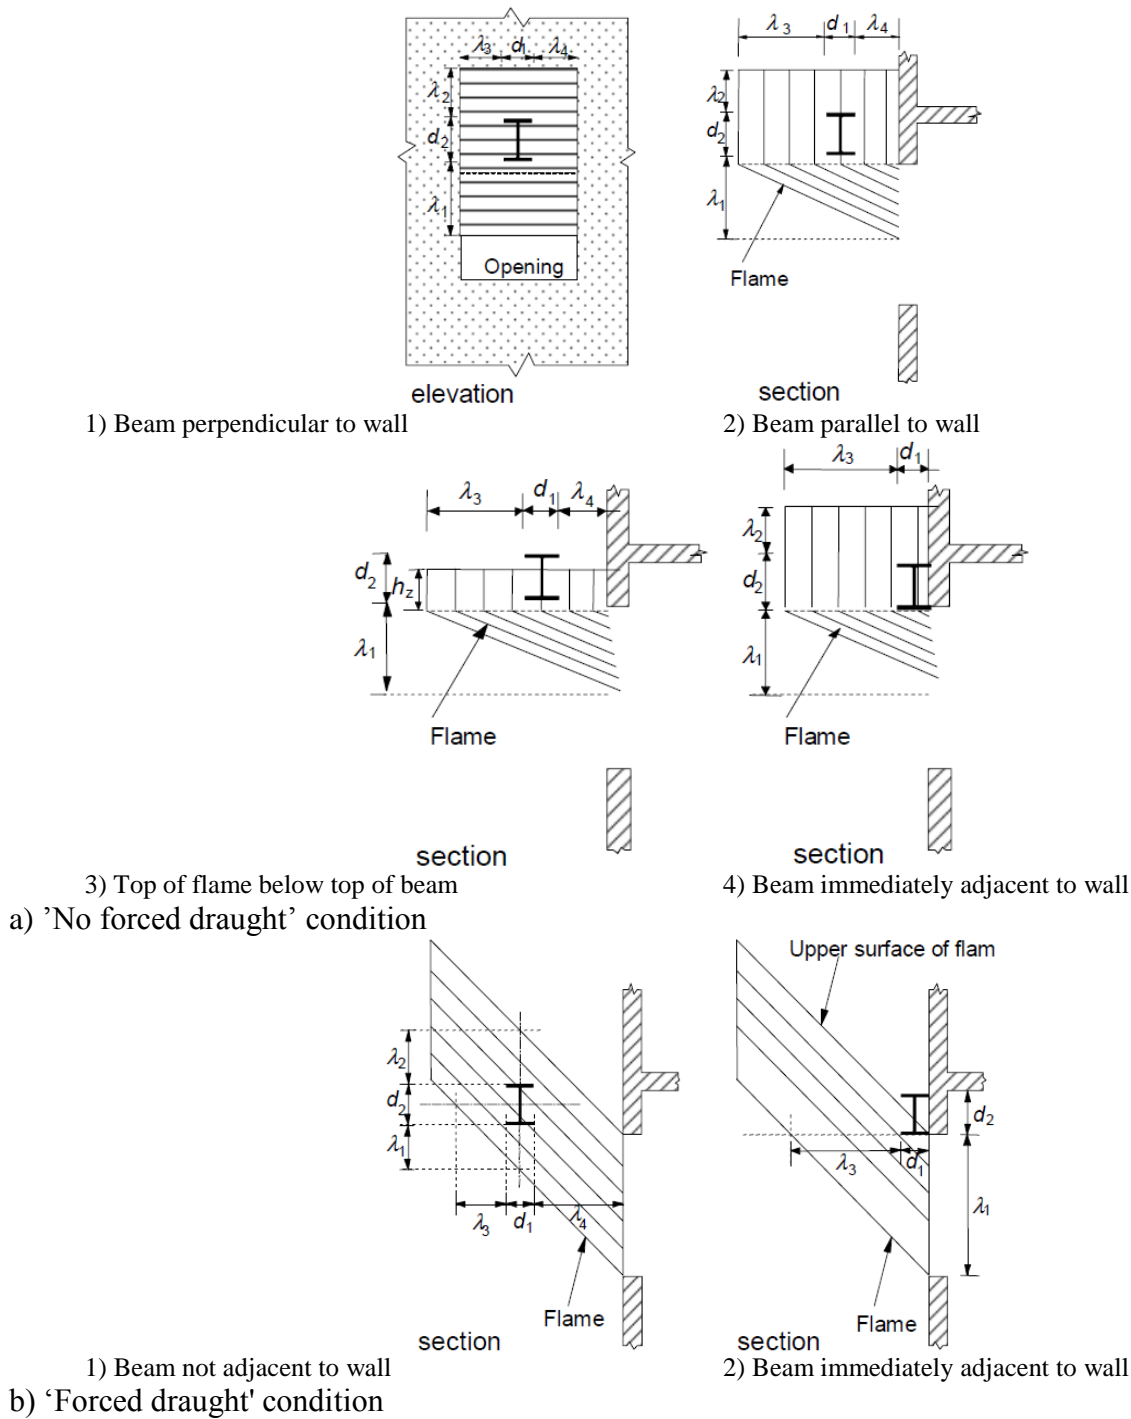 λ3 d1 λ4
λ2
d2
λ1
Opening
elevation
λ3 d1 λ4
λ2
d2
λ1
Flame
section
1) Beam perpendicular to wall
2) Beam parallel to wall
λ3 d1 λ4
d2
hz
λ1
Flame
section
λ3 d1
λ2
d2
λ1
Flame
section
3) Top of flame below top of beam
4) Beam immediately adjacent to wall
a) ’No forced draught’ condition
λ2
d2
λ1
λ3 d1 λ4
Flame
section
Upper surface of flam
d2
λ3 d1
λ1
Flame
section
1) Beam not adjacent to wall
2) Beam immediately adjacent to wall
b) ‘Forced draught' condition